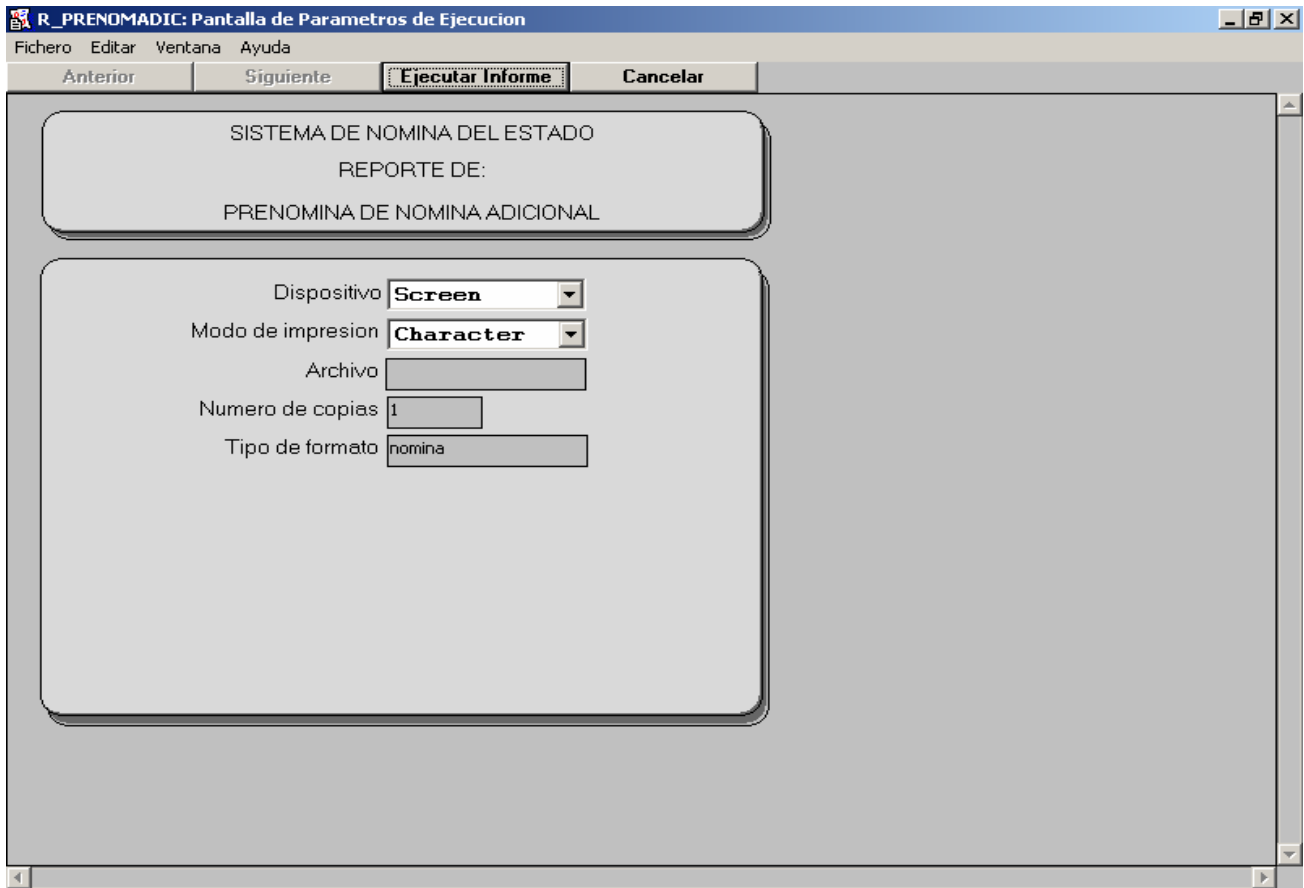 R_PRENOMADIC: Pantalla de Parametros de Ejecucion
Fichero Editar Ventana Ayuda
Anterior Siguiente Ejecutar Informe Cancelar
SISTEMA DE NOMINA DEL ESTADO
REPORTE DE:
PRENOMINA DE NOMINA ADICIONAL
Dispositivo Screen
Modo de impresion Character
Archivo
Numero de copias 1
Tipo de formato nomina